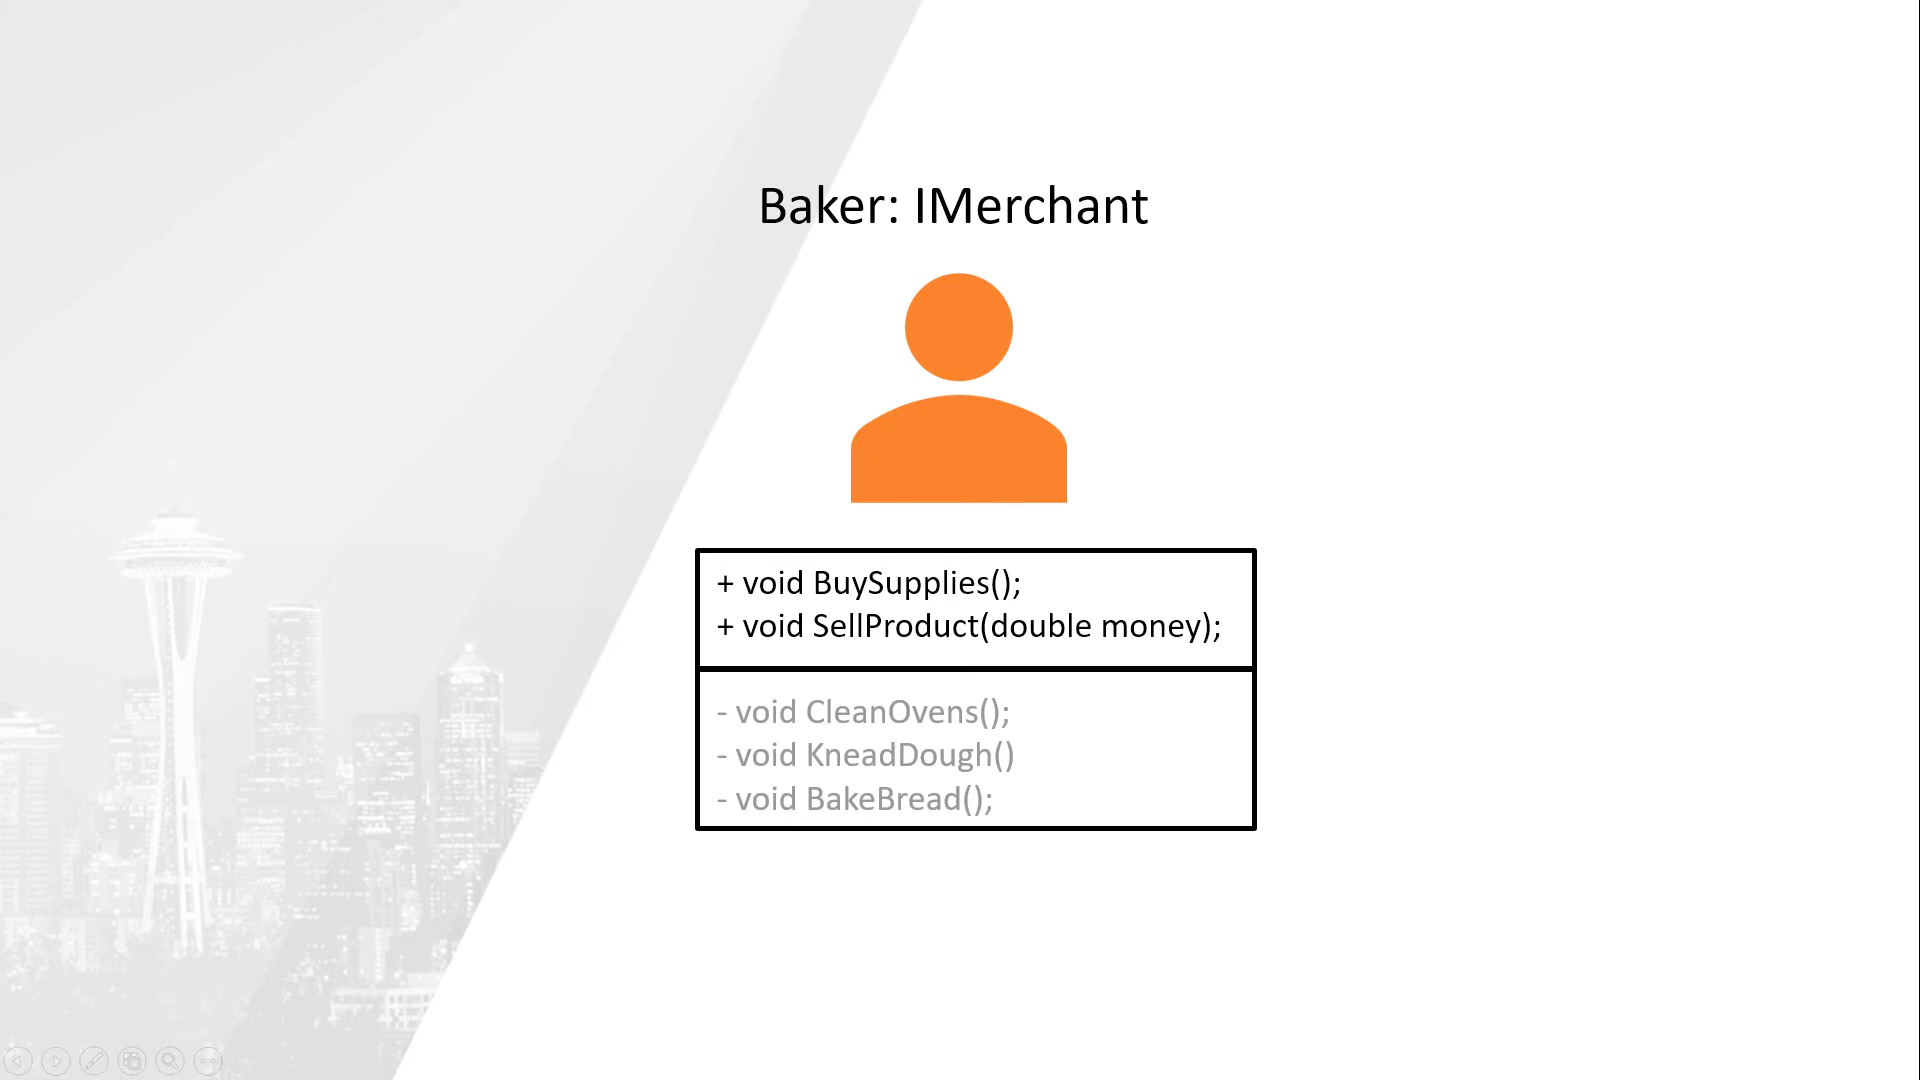 Baker: IMerchant
+ void BuySupplies();
+ void SellProduct(double money);
- void CleanOvens();
- void KneadDough()
- void BakeBread();